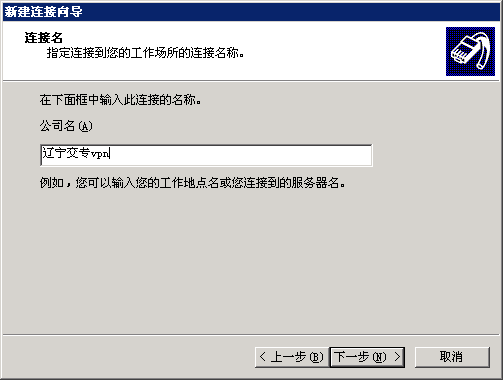 新建连接向导
连接名
指定连接到您的工作场所的连接名称。
在下面框中输入此连接的名称。
公司名(A)
辽宁交专vpn
例如，您可以输入您的工作地点名或您连接到的服务器名。
< 上一步(B) 下一步(N) > 取消